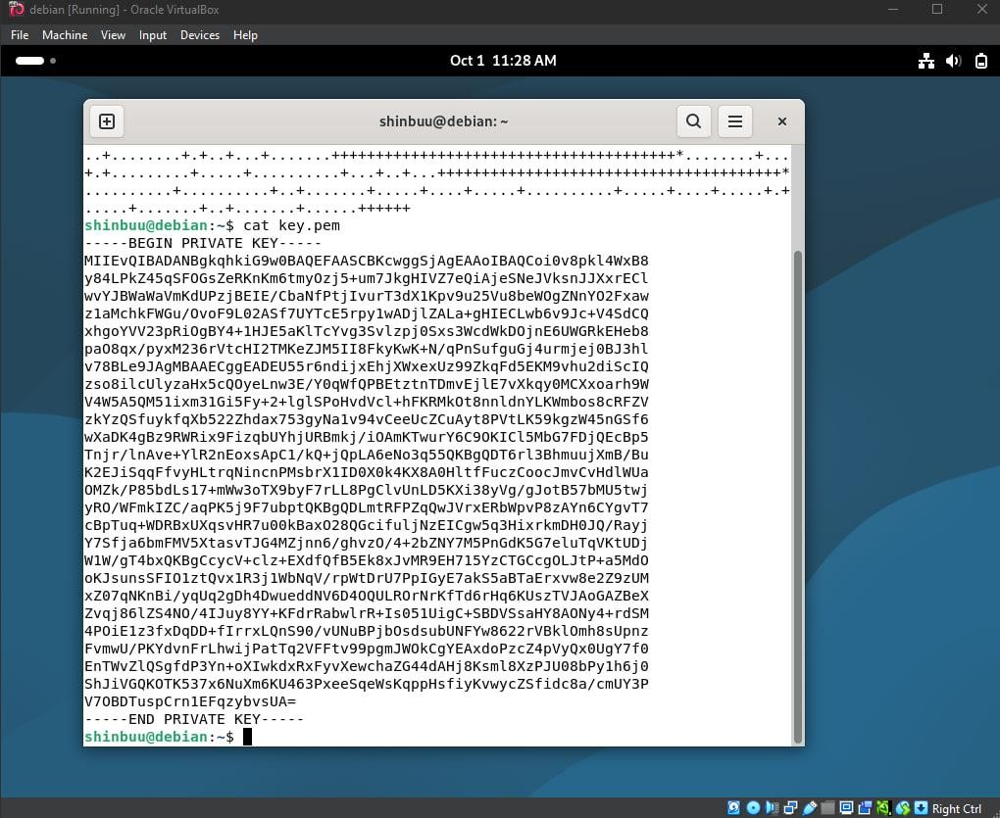 debian [Running] - Oracle VirtualBox
File Machine View Input Devices Help
Oct 1 11:28 AM
shinbuu@debian: ~
..+........+.+..+...+.......+++++++++++++++++++++++++++++++++++++++*........+...
+.+.........+.....+..........+...+..+...+++++++++++++++++++++++++++++++++++++++*
..........+..........+..+.......+.....+....+.....+..........+.....+....+.....+.+
.....+.......+..+.......+......++++++
shinbuu@debian:~$ cat key.pem
-----BEGIN PRIVATE KEY-----
MIIEvQIBADANBgkqhkiG9w0BAQEFAASCBKcwggSjAgEAAoIBAQCoi0v8pkl4WxB8
y84LPkZ45qSFOGsZeRKnKm6tmyOzj5+um7JkgHIVZ7eQiAjeSNeJVksnJJXxrECl
wvYJBWaWaVmKdUPzjBEIE/CbaNfPtjIvurT3dX1Kpv9u25Vu8beWOgZNnYO2Fxaw
z1aMchkFWGu/OvoF9L02ASf7UYTcE5rpy1wADjlZALa+gHIECLwb6v9Jc+V4SdCQ
xhgoYVV23pRiOgBY4+1HJE5aKlTcYvg3Svlzpj0Sxs3WcdWkDOjnE6UWGRkEHeb8
paO8qx/pyxM236rVtcHI2TMKeZJM5II8FkyKwK+N/qPnSufguGj4urmjej0BJ3hl
v78BLe9JAgMBAAECggEADEU55r6ndijxEhjXWxexUz99ZkqFd5EKM9vhu2diScIQ
zso8ilcUlyzaHx5cQOyeLnw3E/Y0qWfQPBEtztnTDmvEjlE7vXkqy0MCXxoarh9W
V4W5A5QM51ixm31Gi5Fy+2+lglSPoHvdVcl+hFKRMkOt8nnldnYLKWmbos8cRFZV
zkYzQSfuykfqXb522Zhdax753gyNa1v94vCeeUcZCuAyt8PVtLK59kgzW45nGSf6
wXaDK4gBz9RWRix9FizqbUYhjURBmkj/iOAmKTwurY6C9OKICl5MbG7FDjQEcBp5
Tnjr/lnAve+YlR2nEoxsApC1/kQ+jQpLA6eNo3q55QKBgQDT6rl3BhmuujXmB/Bu
K2EJiSqqFfvyHLtrqNincnPMsbrX1ID0X0k4KX8A0HltfFuczCoocJmvCvHdlWUa
OMZk/P85bdLs17+mWw3oTX9byF7rLL8PgClvUnLD5KXi38yVg/gJotB57bMU5twj
yRO/WFmkIZC/aqPK5j9F7ubptQKBgQDLmtRFPZqQwJVrxERbWpvP8zAYn6CYgvT7
cBpTuq+WDRBxUXqsvHR7u00kBaxO28QGcifuljNzEICgw5q3HixrkmDH0JQ/Rayj
Y7Sfja6bmFMV5XtasvTJG4MZjnn6/ghvzO/4+2bZNY7M5PnGdK5G7eluTqVKtUDj
W1W/gT4bxQKBgCcycV+clz+EXdfQfB5Ek8xJvMR9EH715YzCTGCcgOLJtP+a5MdO
oKJsunsSFIO1ztQvx1R3j1WbNqV/rpWtDrU7PpIGyE7akS5aBTaErxvw8e2Z9zUM
xZ07qNKnBi/yqUq2gDh4DwueddNV6D4OQULROrNrKfTd6rHq6KUszTVJAoGAZBeX
Zvqj86lZS4NO/4IJuy8YY+KFdrRabwlrR+Is051UigC+SBDVSsaHY8AONy4+rdSM
4POiE1z3fxDqDD+fIrrxLQnS90/vUNuBPjbOsdsubUNFYw8622rVBklOmh8sUpnz
FvmwU/PKYdvnFrLhwijPatTq2VFFtv99pgmJWOkCgYEAxdoPzcZ4pVyQx0UgY7f0
EnTWvZlQSgfdP3Yn+oXIwkdxRxFyvXewchaZG44dAHj8Ksml8XzPJU08bPy1h6j0
ShJiVGQKOTK537x6NuXm6KU463PxeeSqeWsKqppHsfiyKvwycZSfidc8a/cmUY3P
V7OBDTuspCrn1EFqzybvsUA=
-----END PRIVATE KEY-----
shinbuu@debian:~$
Right Ctrl